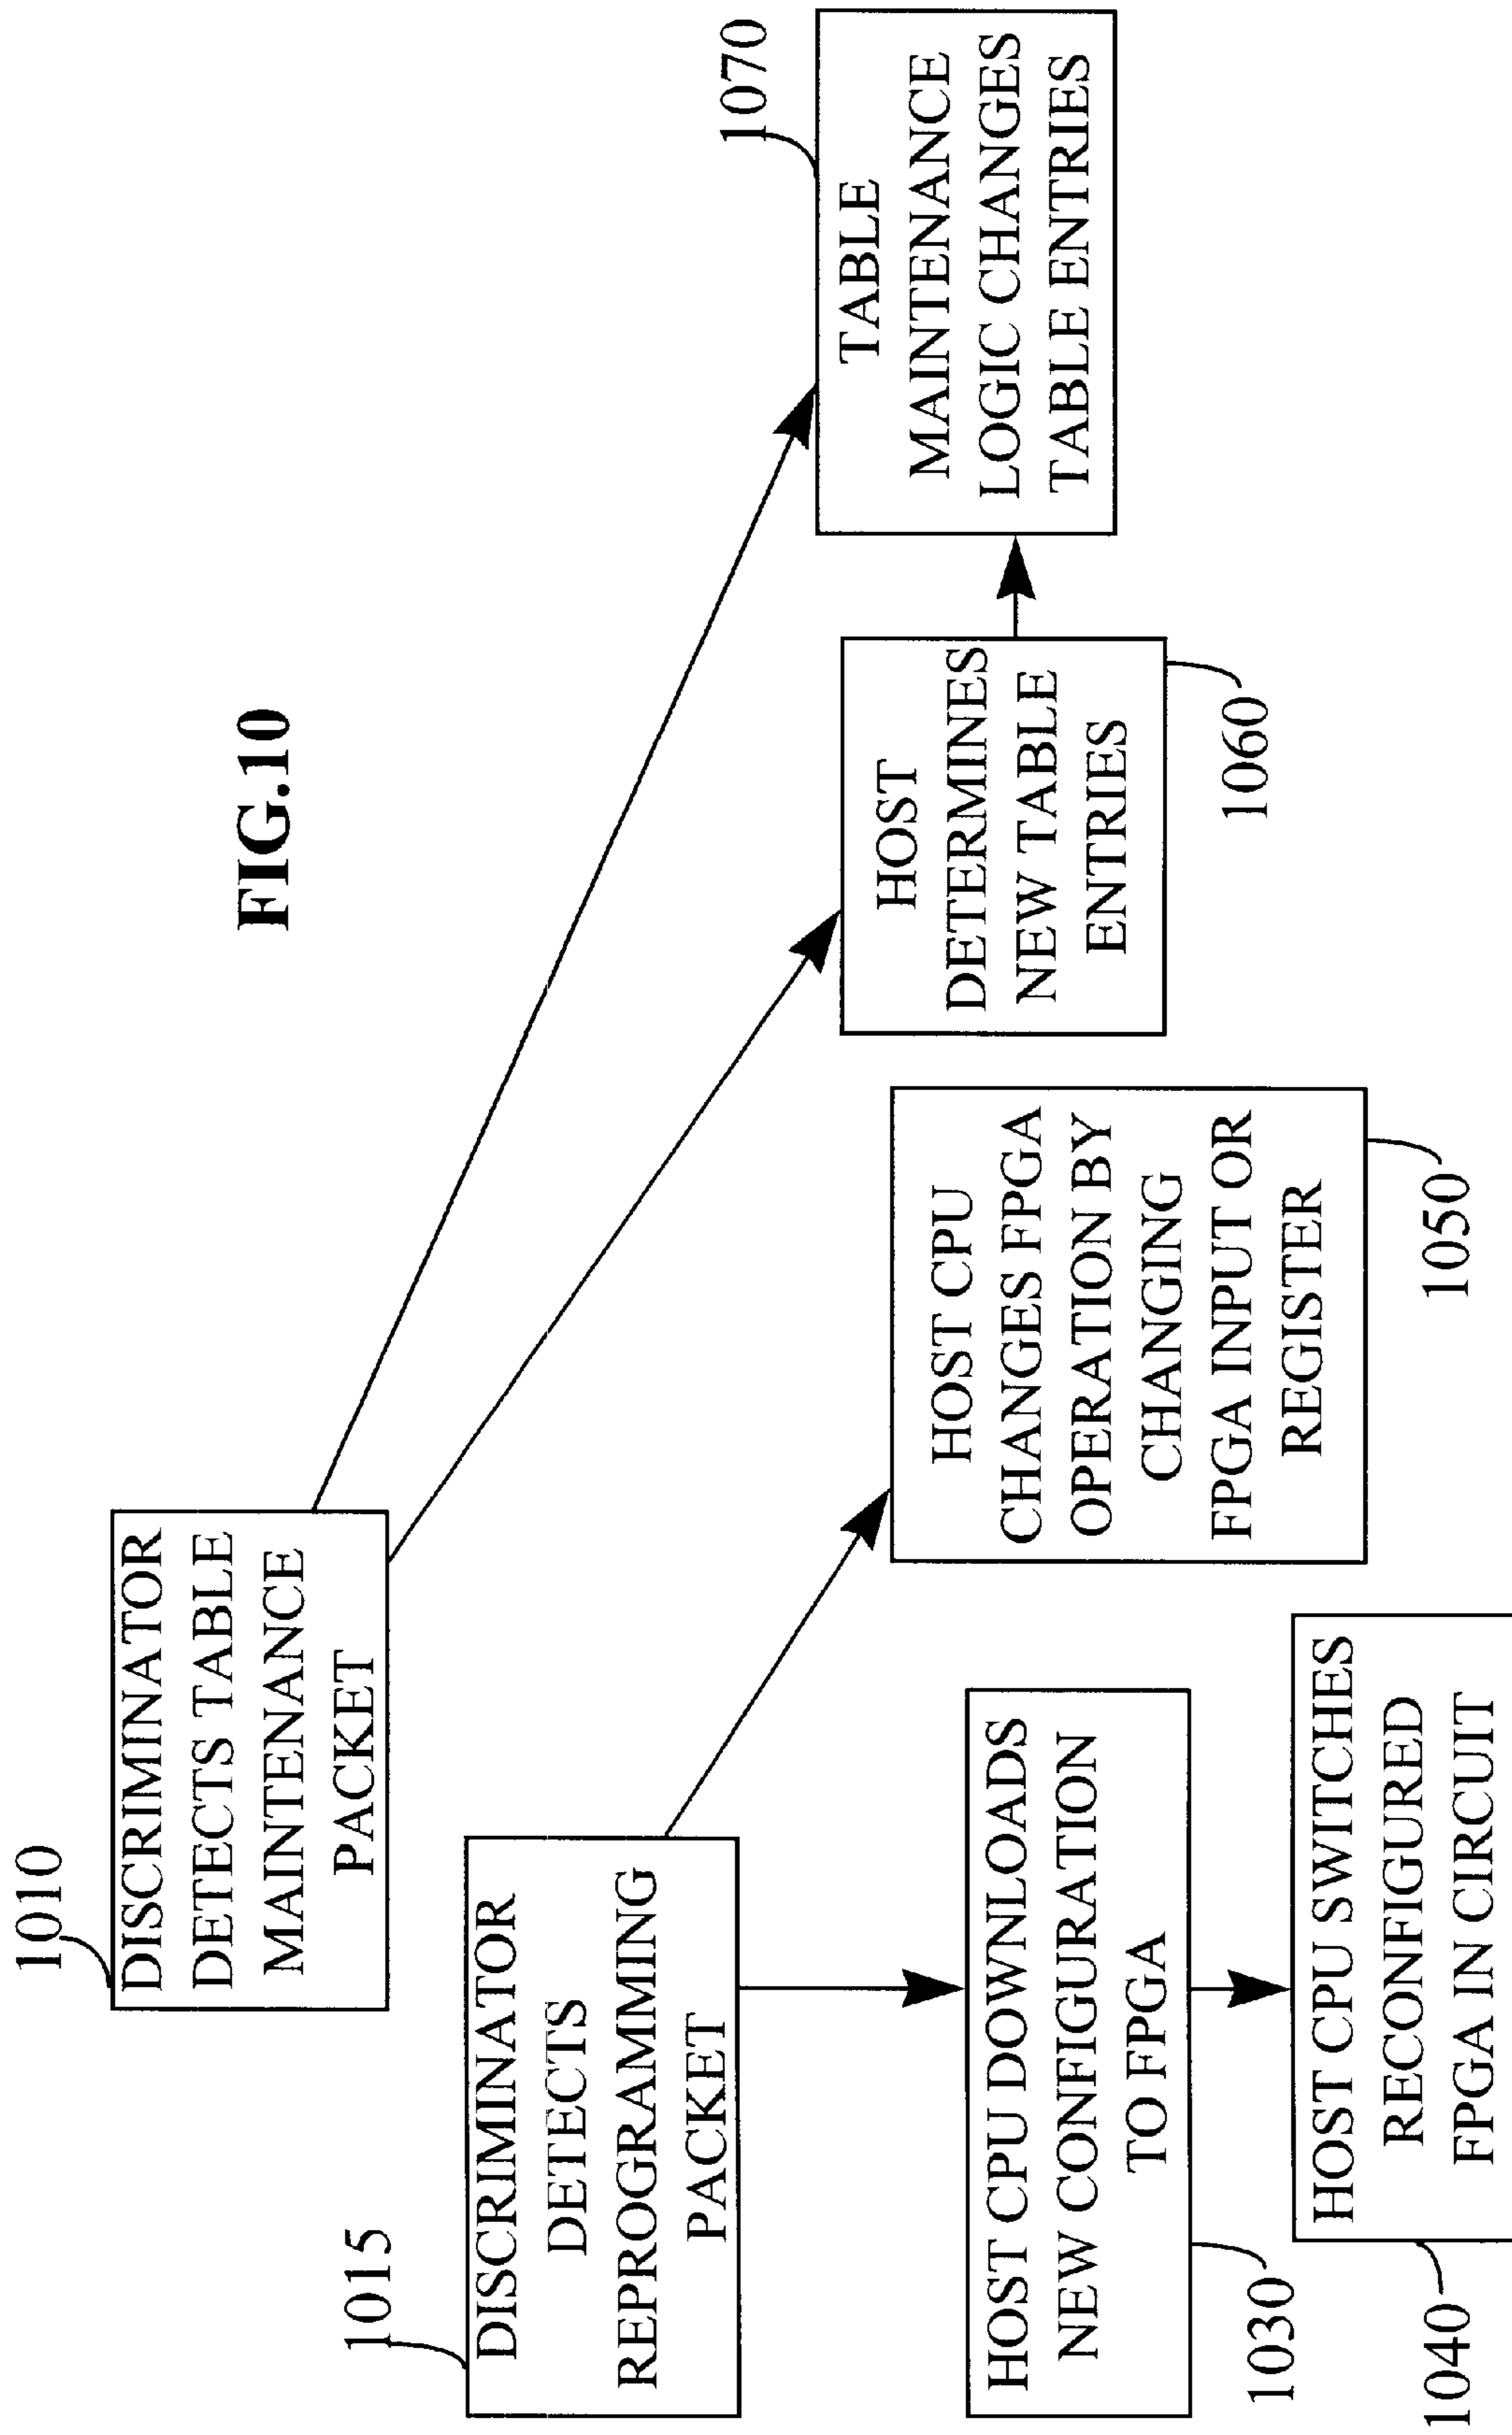 FIG.10
1010
DISCRIMINATOR
DETECTS TABLE
MAINTENANCE
PACKET
1015
DISCRIMINATOR
DETECTS
REPROGRAMMING
PACKET
1070
TABLE
MAINTENANCE
LOGIC CHANGES
TABLE ENTRIES
HOST
DETERMINES
NEW TABLE
ENTRIES
1060
HOST CPU
CHANGES FPGA
OPERATION BY
CHANGING
FPGA INPUT OR
REGISTER
1050
HOST CPU DOWNLOADS
NEW CONFIGURATION
TO FPGA
1030
HOST CPU SWITCHES
RECONFIGURED
FPGA IN CIRCUIT
1040